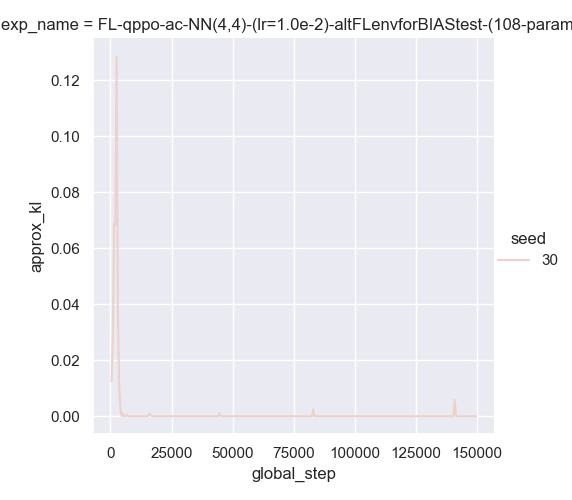 exp_name = FL-qppo-ac-NN(4,4)-(lr=1.0e-2)-altFLenvforBIAStest-(108-param
approx_kl
0.12
0.10
0.08
0.06
0.04
0.02
0.00
0 25000 50000 75000 100000 125000 150000
global_step
seed
30